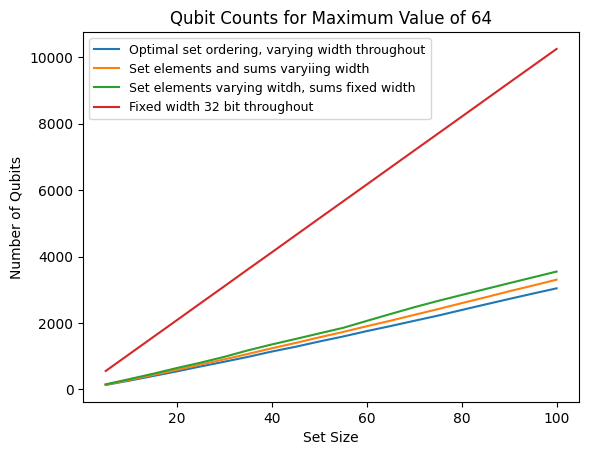 Qubit Counts for Maximum Value of 64
Optimal set ordering, varying width throughout
Set elements and sums varyiing width
Set elements varying witdh, sums fixed width
Fixed width 32 bit throughout
Number of Qubits
10000
8000
6000
4000
2000
0
20 40 60 80 100
Set Size